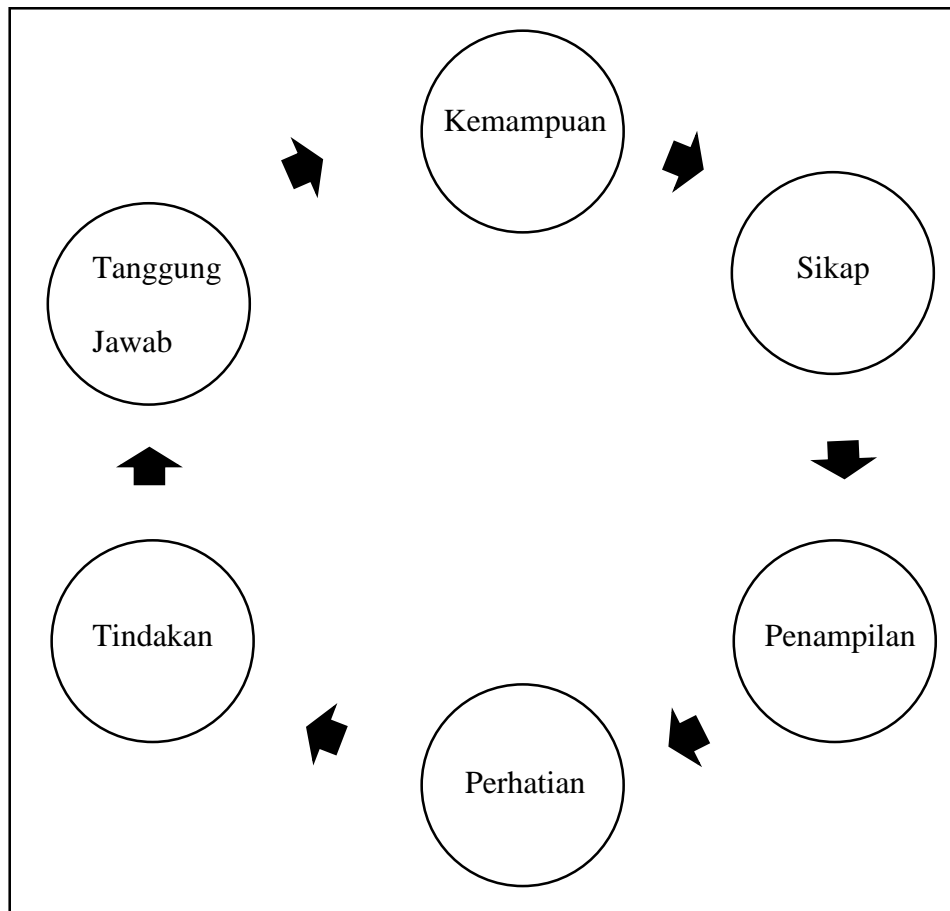 Kemampuan
Sikap
Penampilan
Perhatian
Tindakan
Tanggung
Jawab